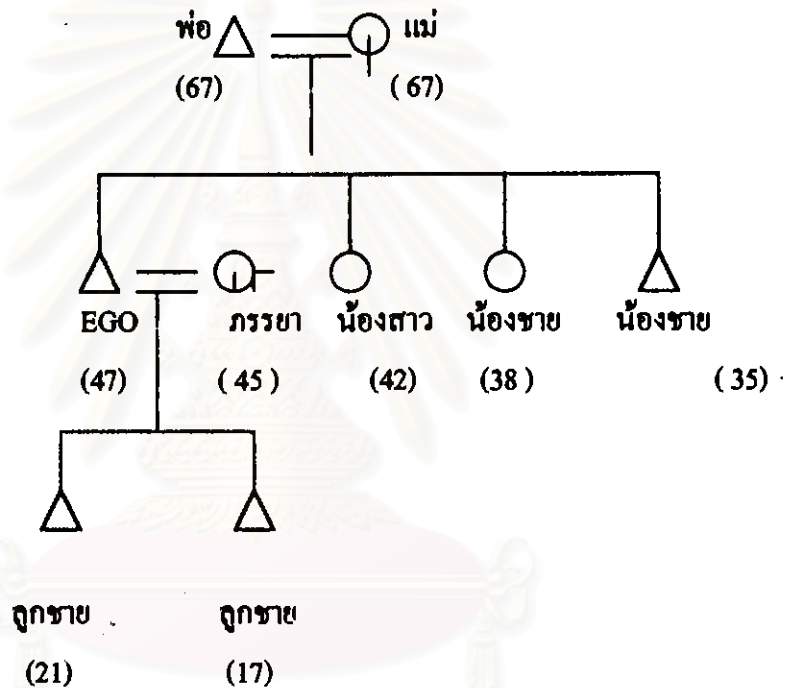 พ่อ แม่
(67) ( 67)
EGO ภรรยา น้องสาว น้องชาย น้องชาย
(47) ( 45 ) (42) (38 ) ( 35)
ลูกชาย ลูกชาย
(21) (17)